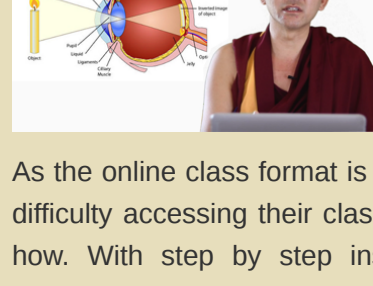 Inverted Image
of object
Object
Pupil
Liquid
Ligaments
Ciliary
Muscle
Jelly
As the online class format is
difficulty accessing their
how. With step by step